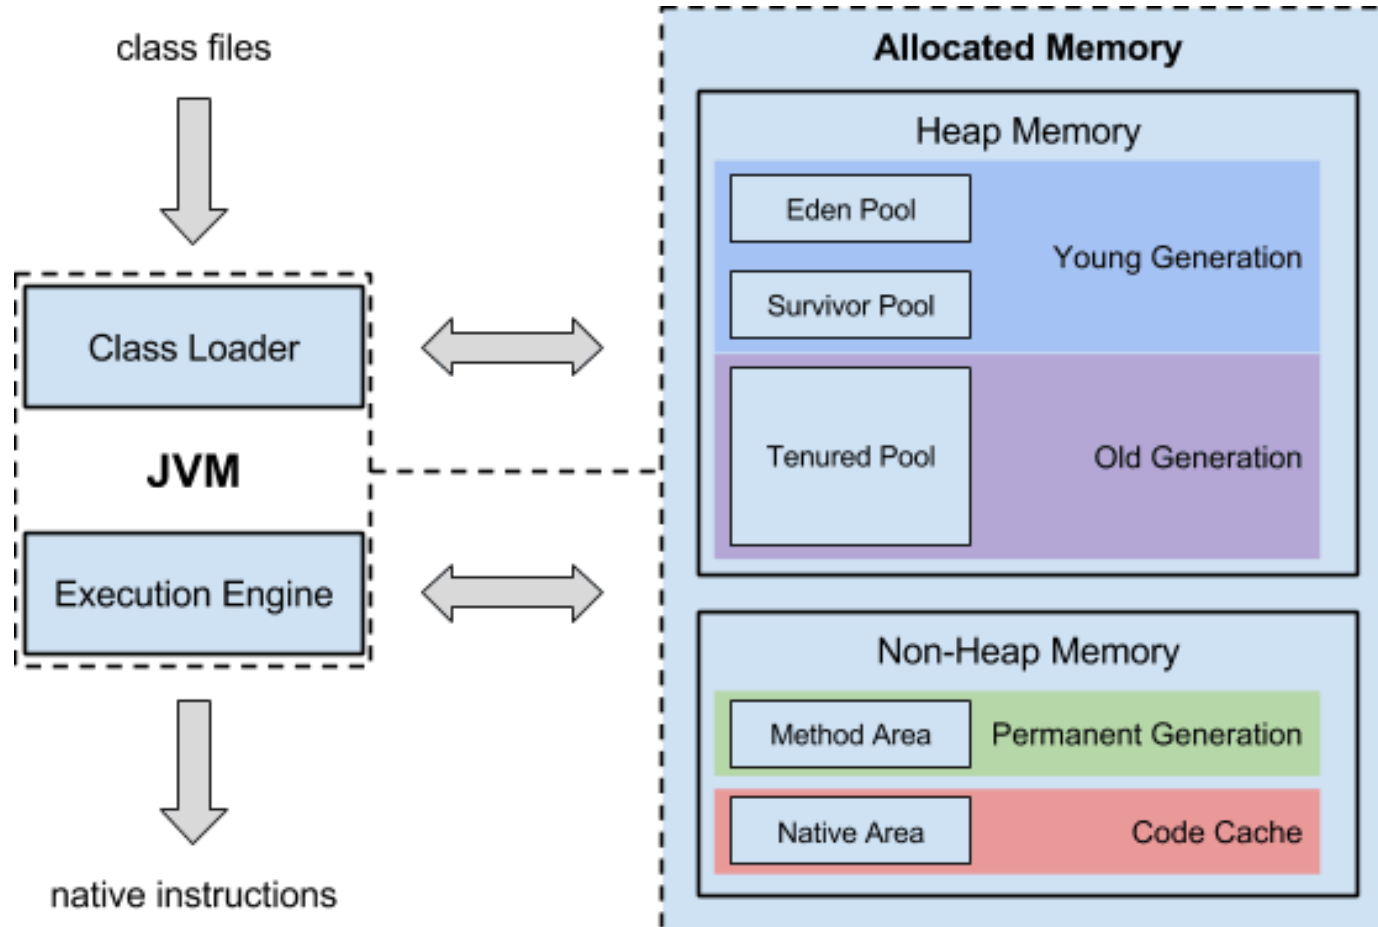 class files
Class Loader
JVM
Execution Engine
native instructions
Allocated Memory
Heap Memory
Eden Pool
Survivor Pool
Young Generation
Tenured Pool
Old Generation
Non-Heap Memory
Method Area
Permanent Generation
Native Area
Code Cache